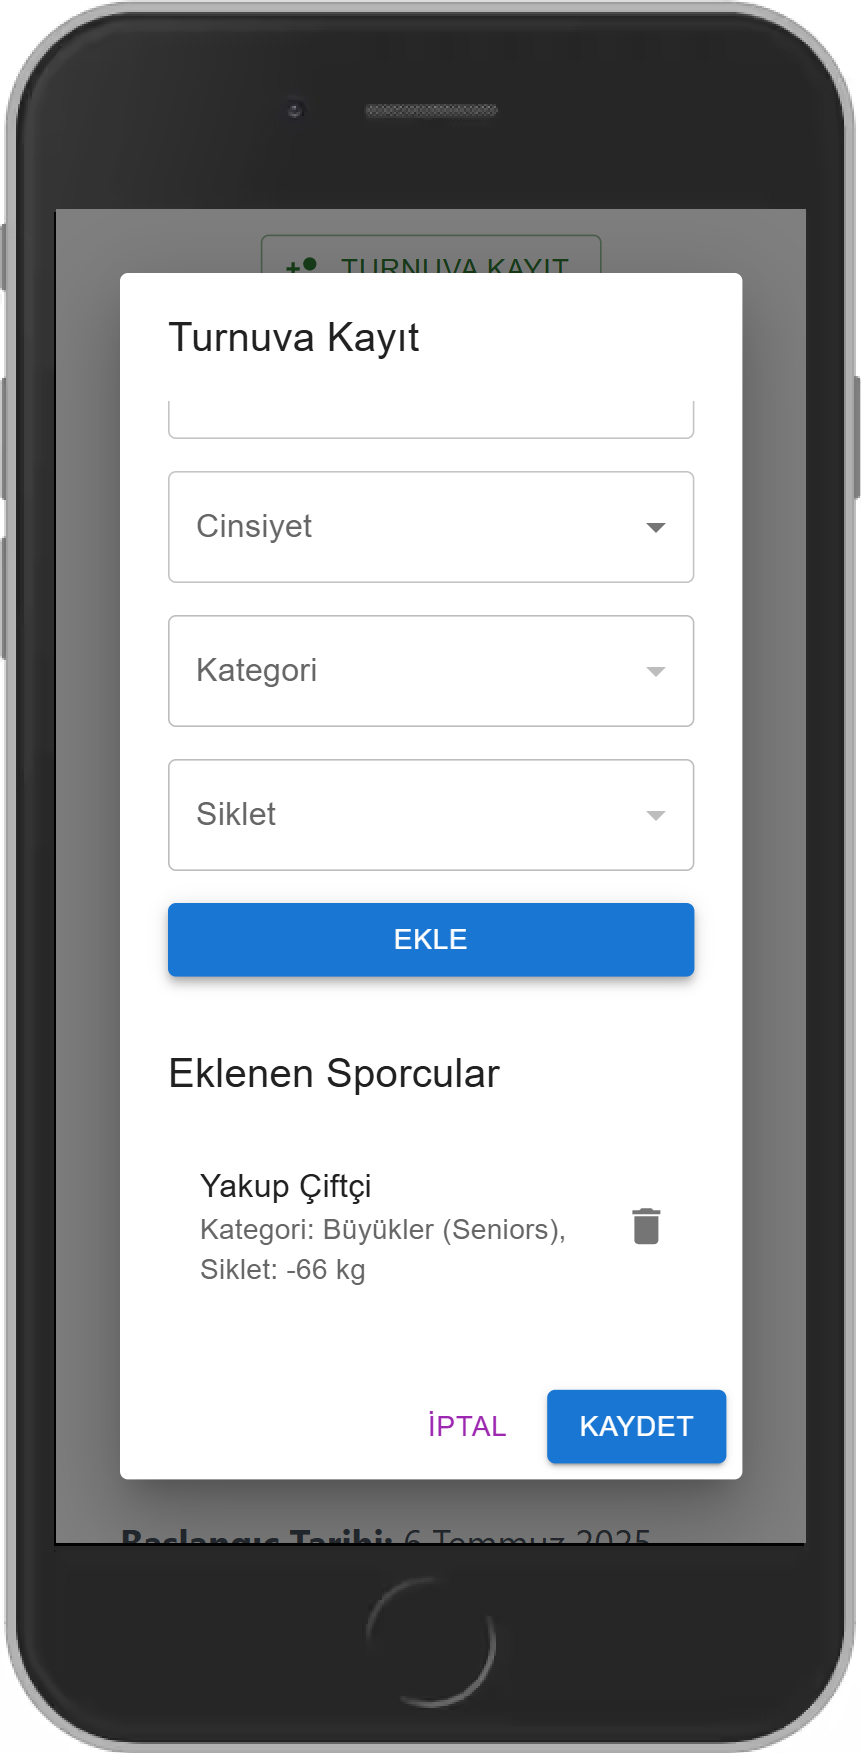 TURNUVA KAYIT
Turnuva Kayıt
Cinsiyet
Kategori
Siklet
EKLE
Eklenen Sporcular
Yakup Çiftçi
Kategori: Büyükler (Seniors),
Siklet: -66 kg
İPTAL
KAYDET
Başlangıç Tarihi: 6 Temmuz 2025